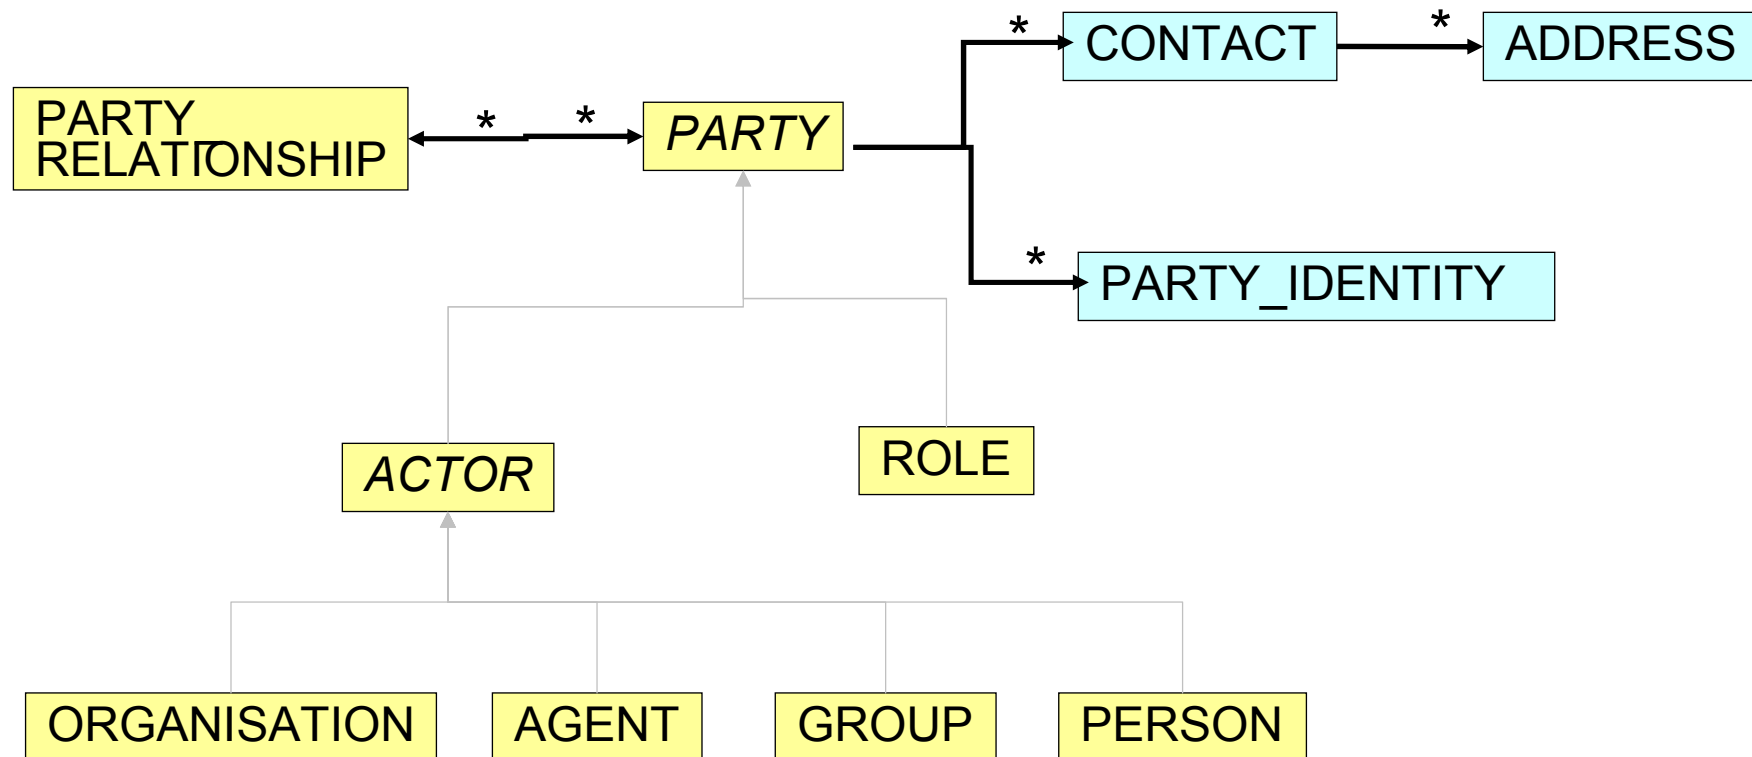 * CONTACT * ADDRESS
PARTY
RELATIONSHIP
* * PARTY
* PARTY_IDENTITY
ACTOR
ROLE
ORGANISATION AGENT GROUP PERSON